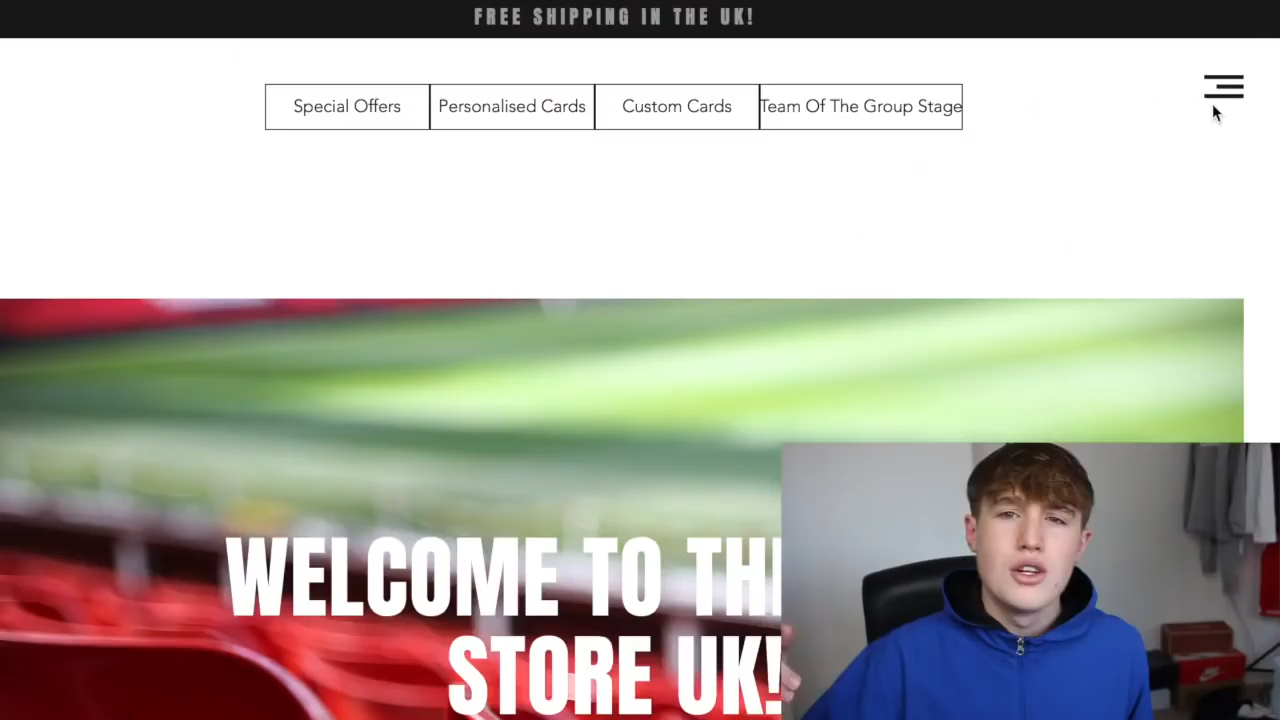 FREE SHIPPING IN THE UK!
Special Offers
Personalised Cards
Custom Cards
Team Of The Group Stage
WELCOME TO
STORE UK!